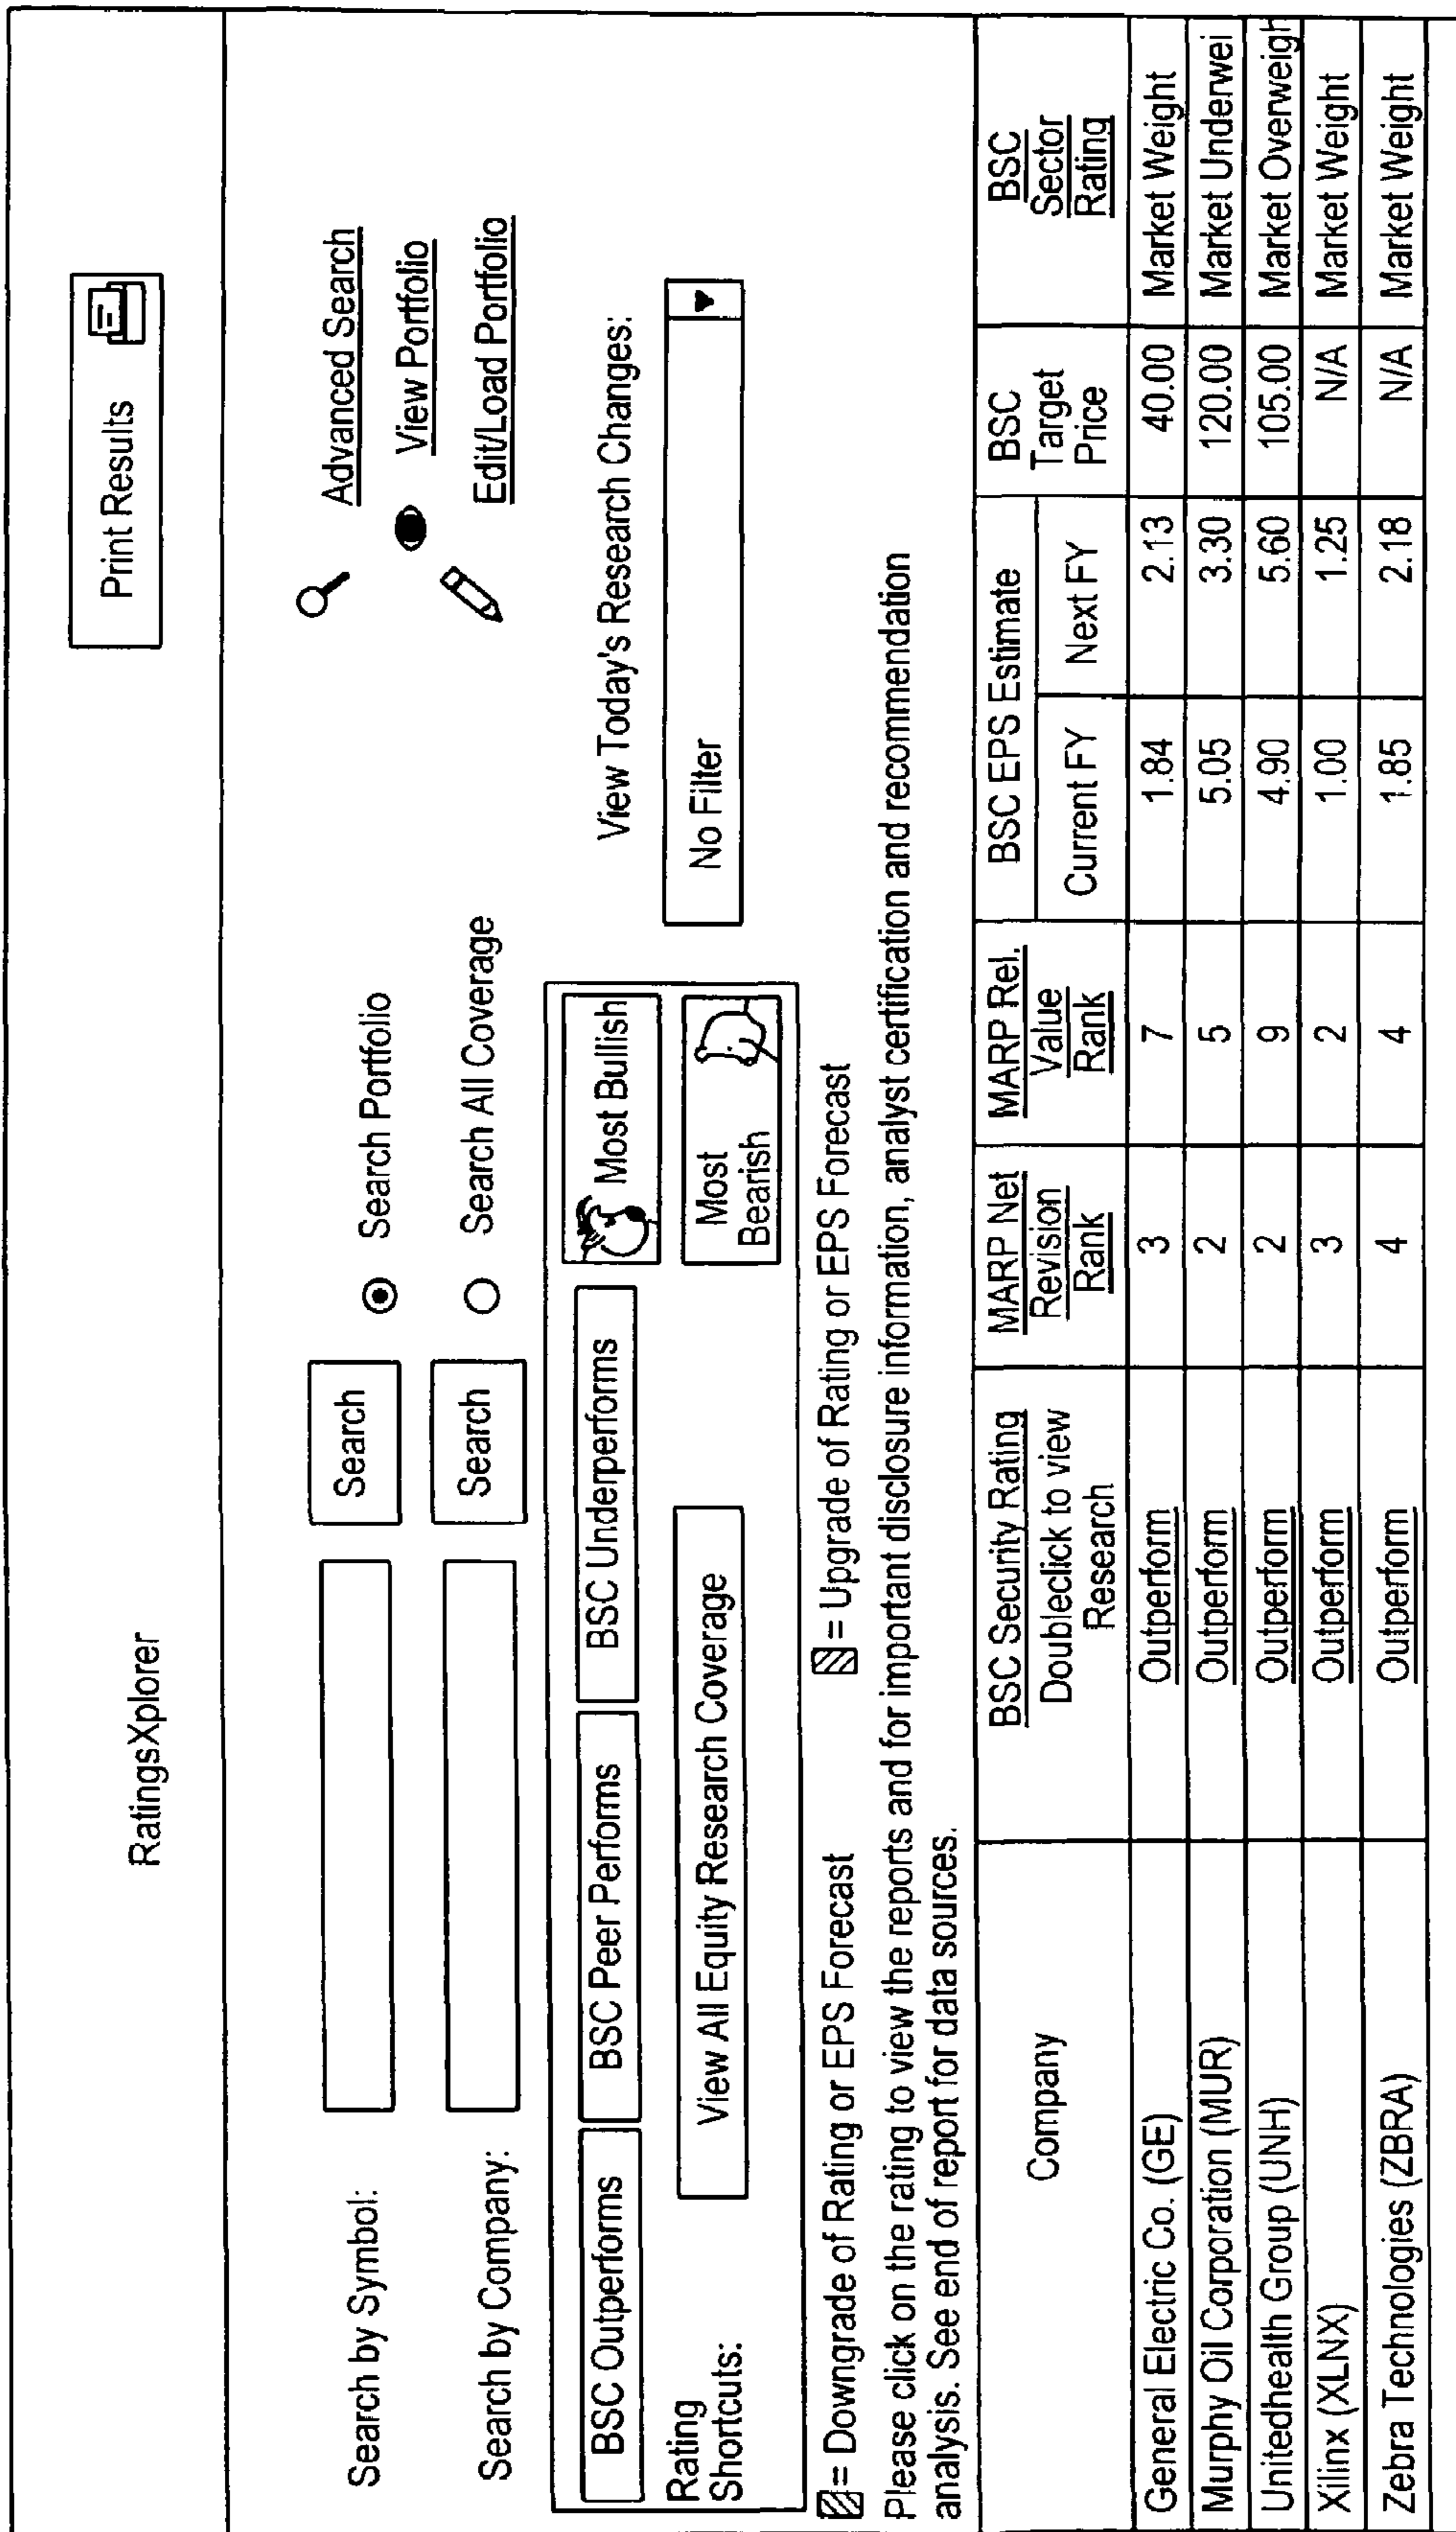 RatingsXplorer
Print Results
Search by Symbol:
Search
Search Portfolio
Advanced Search
View Portfolio
Search by Company:
Search
Search All Coverage
Edit/Load Portfolio
BSC Outperforms
BSC Peer Performs
BSC Underperforms
Most Bullish
View Today's Research Changes:
Rating
Shortcuts:
View All Equity Research Coverage
Most
Bearish
No Filter
= Downgrade of Rating or EPS Forecast
= Upgrade of Rating or EPS Forecast
Please click on the rating to view the reports and for important disclosure information, analyst certification and recommendation
analysis. See end of report for data sources.
Company
BSC Security Rating
Doubleclick to view
Research
MARP Net
Revision
Rank
MARP Rel.
Value
Rank
BSC EPS Estimate
Current FY
Next FY
BSC
Target
Price
BSC
Sector
Rating
General Electric Co. (GE) Outperform 3 7 1.84 2.13 40.00 Market Weight
Murphy Oil Corporation (MUR) Outperform 2 5 5.05 3.30 120.00 Market Underwei
Unitedhealth Group (UNH) Outperform 2 9 4.90 5.60 105.00 Market Overweigh
Xilinx (XLNX) Outperform 3 2 1.00 1.25 N/A Market Weight
Zebra Technologies (ZBRA) Outperform 4 4 1.85 2.18 N/A Market Weight